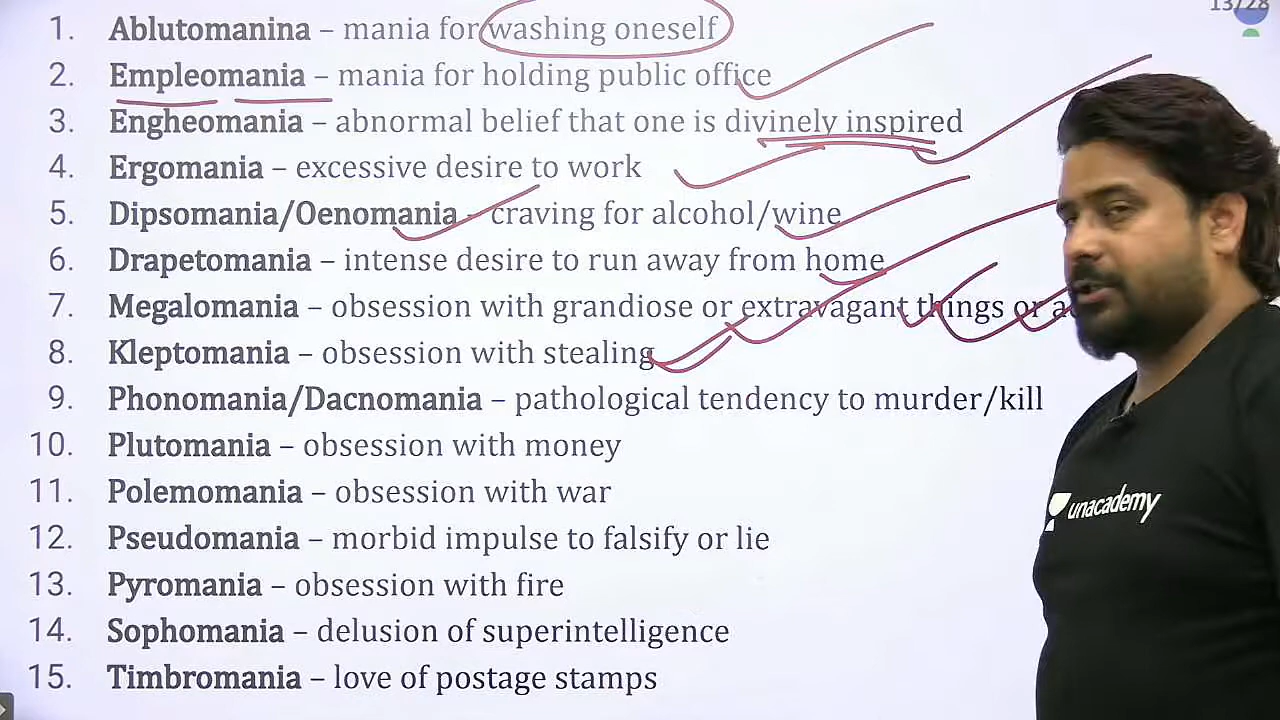 13/28
1. Ablutomanina – mania for washing oneself
2. Empleomania – mania for holding public office
3. Engheomania – abnormal belief that one is divinely inspired
4. Ergomania – excessive desire to work
5. Dipsomania/Oenomania – craving for alcohol/wine
6. Drapetomania – intense desire to run away from home
7. Megalomania – obsession with grandiose or extravagant things or
8. Kleptomania – obsession with stealing
9. Phonomania/Dacnomania – pathological tendency to murder/kill
10. Plutomania – obsession with money
11. Polemomania – obsession with war
12. Pseudomania – morbid impulse to falsify or lie
13. Pyromania – obsession with fire
14. Sophomania – delusion of superintelligence
15. Timbromania – love of postage stamps
unacademy